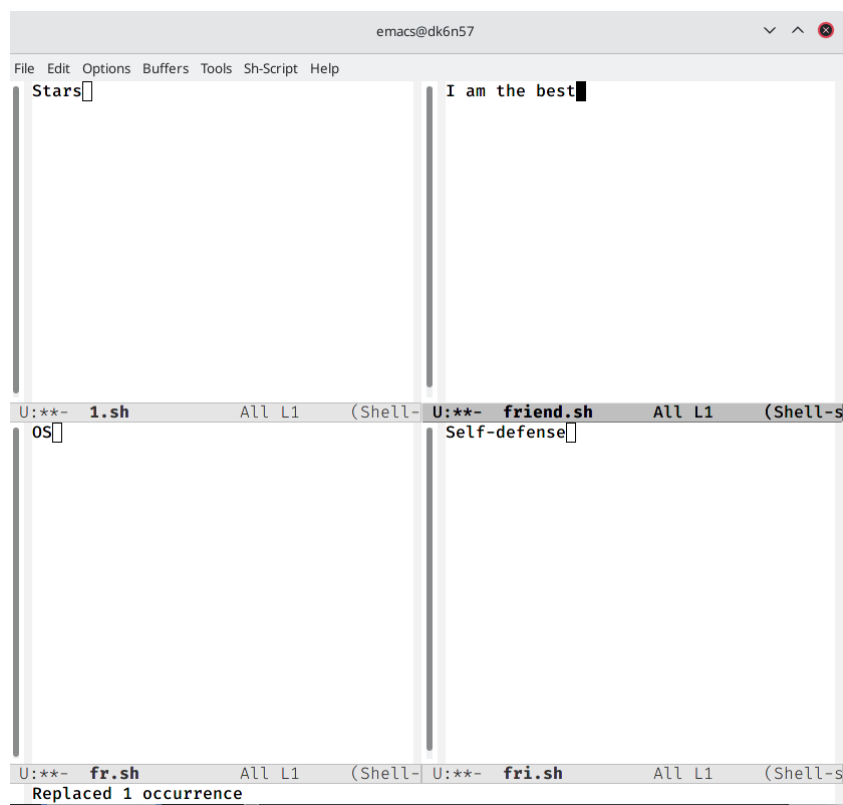 emacs@dk6n57
File Edit Options Buffers Tools Sh-Script Help
Stars
I am the best
U:**- 1.sh All L1 (Shell-
U:**- friend.sh All L1 (Shell-s
OS
Self-defense
U:**- fr.sh All L1 (Shell-
U:**- fri.sh All L1 (Shell-s
Replaced 1 occurrence